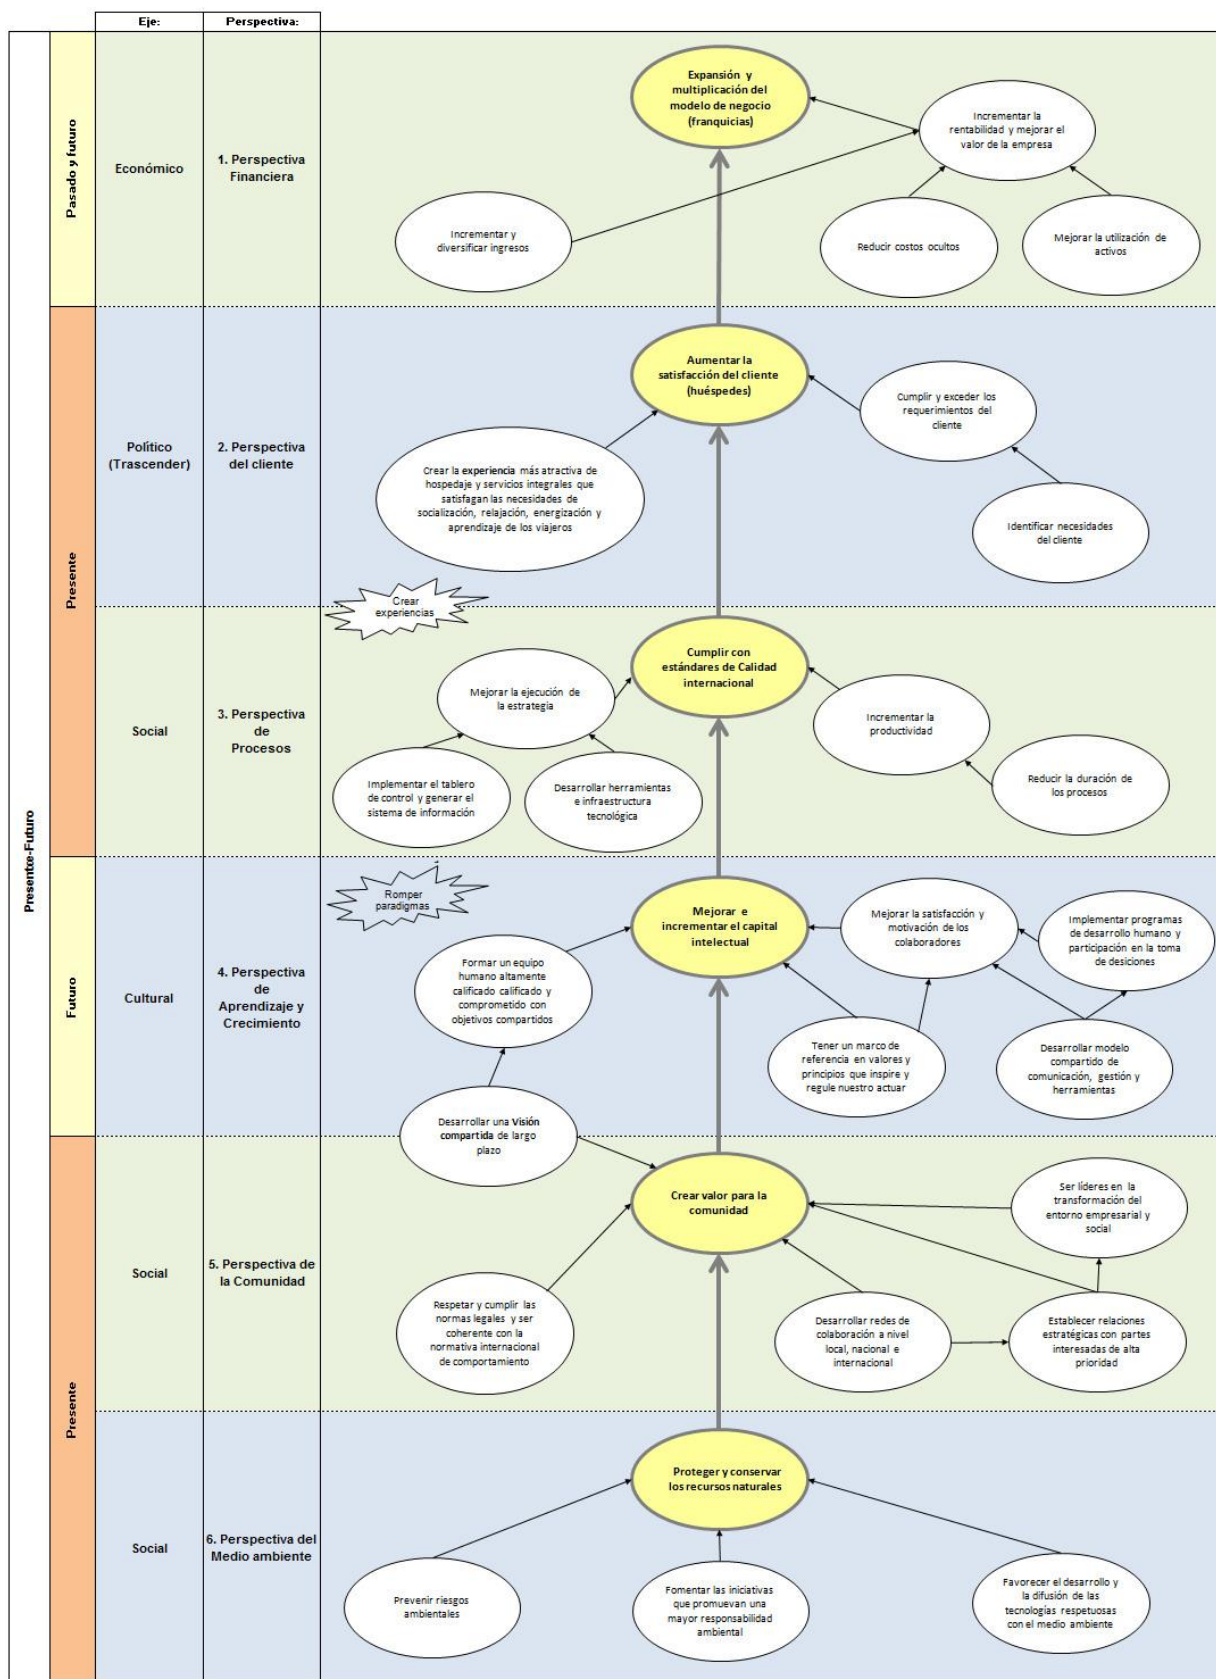 Eje:
Perspectiva:
Presentxe-Futuro
Pasado y futuro
Económico
1. Perspectiva
Financiera
Expansión y
multiplicación del
modelo de negocio
(franquicias)
Incrementar la
rentabilidad y mejorar el
valor de la empresa
Incrementar y
diversificar ingresos
Reducir costos ocultos
Mejorar la utilización de
activos
Presente
Político
(Trascender)
2. Perspectiva
del cliente
Aumentar la
satisfacción del cliente
(huéspedes)
Cumplir y exceder los
requerimientos del
cliente
Crear la experiencia más atractiva de
hospedaje y servicios integrales que
satisfagan las necesidades de
socialización, relajación, energización y
aprendizaje de los viajeros
Identificar necesidades
del cliente
Crear
experiencias
Social
3. Perspectiva
de
Procesos
Cumplir con
estándares de Calidad
internacional
Mejorar la ejecución de
la estrategia
Incrementar la
productividad
Implementar el tablero
de control y generar el
sistema de información
Desarrollar herramientas
e infraestructura
tecnológica
Reducir la duración de
los procesos
Futuro
Cultural
4. Perspectiva
de
Aprendizaje y
Crecimiento
Romper
paradigmas
Mejorar e
incrementar el capital
intelectual
Mejorar la satisfacción y
motivación de los
colaboradores
Implementar programas
de desarrollo humano y
participación en la toma
de desiciones
Formar un equipo
humano altamente
calificado calificado y
comprometido con
objetivos compartidos
Tener un marco de
referencia en valores y
principios que inspire y
regule nuestro actuar
Desarrollar modelo
compartido de
comunicación, gestión y
herramientas
Desarrollar una Visión
compartida de largo
plazo
Presente
Social
5. Perspectiva de
la Comunidad
Crear valor para la
comunidad
Ser líderes en la
transformación del
entorno empresarial y
social
Respetar y cumplir las
normas legales y ser
coherente con la
normativa internacional
de comportamiento
Desarrollar redes de
colaboración a nivel
local, nacional e
internacional
Establecer relaciones
estratégicas con partes
interesadas de alta
prioridad
Social
6. Perspectiva del
Medio ambiente
Proteger y conservar
los recursos naturales
Prevenir riesgos
ambientales
Fomentar las iniciativas
que promuevan una
mayor responsabilidad
ambiental
Favorecer el desarrollo y
la difusión de las
tecnologías respetuosas
con el medio ambiente